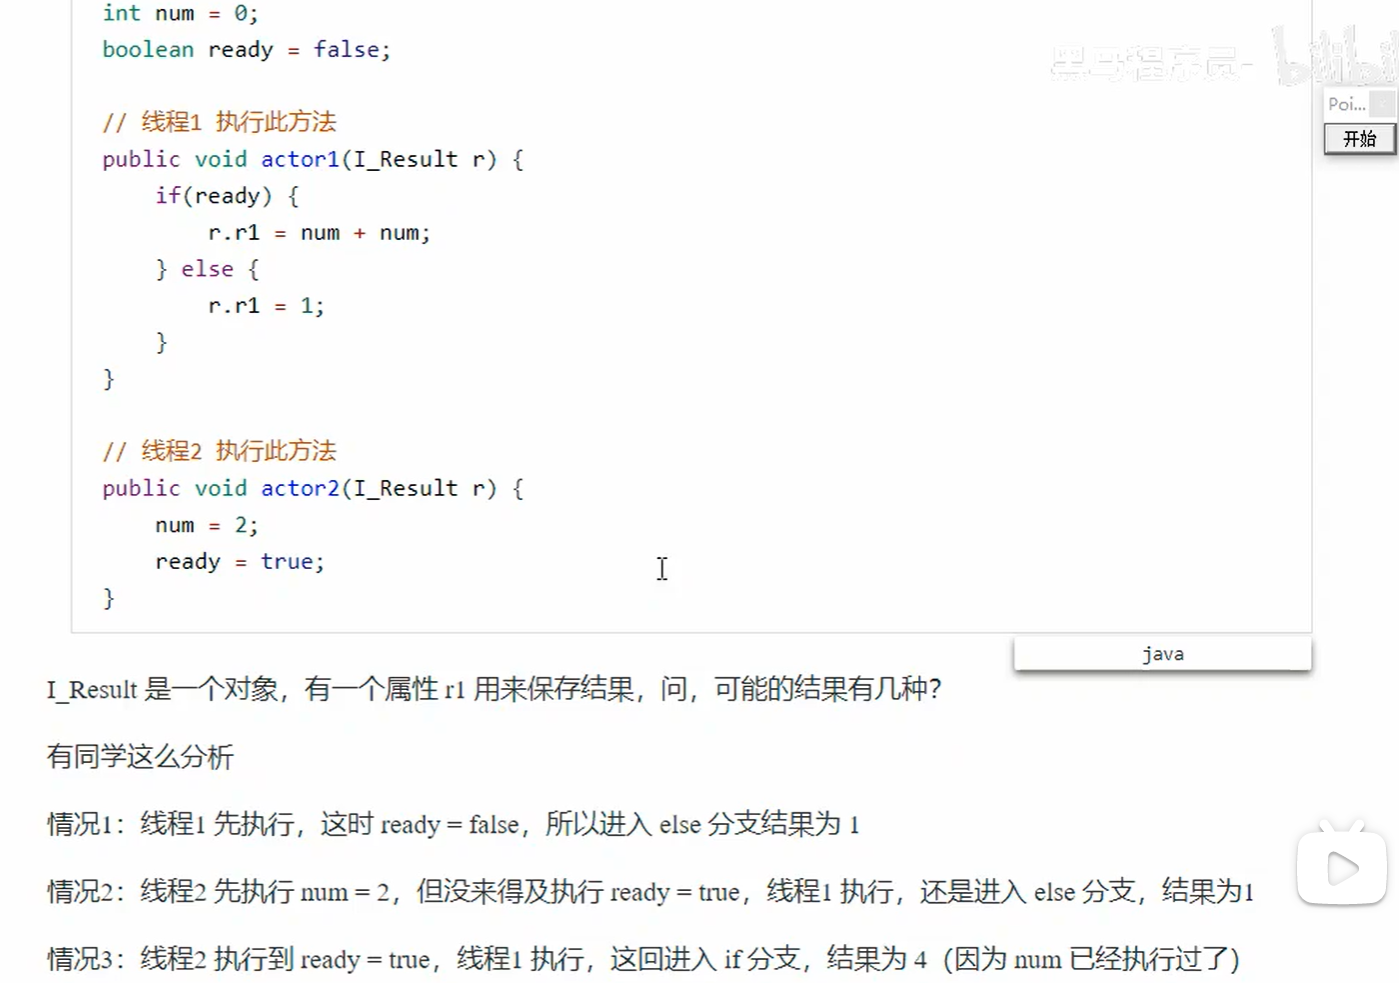 int num = 0;
boolean ready = false;
黑马程序员- bilibili
Poi...
开始
// 线程1 执行此方法
public void actor1(I_Result r) {
if(ready) {
r.r1 = num + num;
} else {
r.r1 = 1;
}
}
// 线程2 执行此方法
public void actor2(I_Result r) {
num = 2;
ready = true;
}
java
I_Result 是一个对象，有一个属性 r1 用来保存结果，问，可能的结果有几种？
有同学这么分析
情况1：线程1 先执行，这时 ready = false，所以进入 else 分支结果为 1
情况2：线程2 先执行 num = 2，但没来得及执行 ready = true，线程1 执行，还是进入 else 分支，结果为1
情况3：线程2 执行到 ready = true，线程1 执行，这回进入 if 分支，结果为 4（因为 num 已经执行过了）